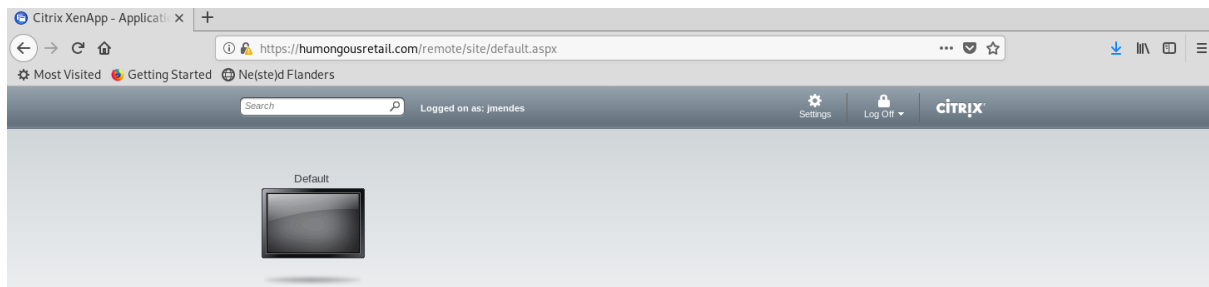 Citrix XenApp - Applicati
https://humongousretail.com/remote/site/default.aspx
Most Visited Getting Started Ne(ste)d Flanders
Search Logged on as: jmendes Settings Log Off CITRIX
Default